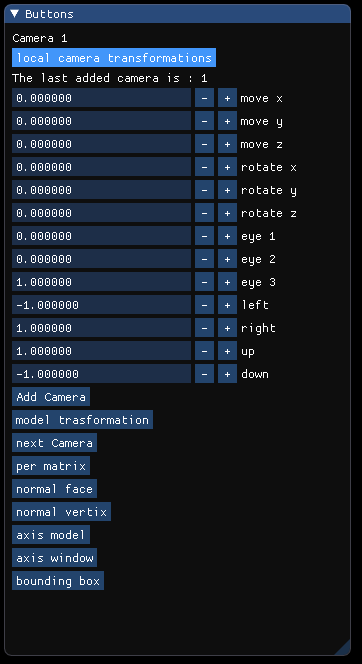 Buttons
Camera 1
local camera transformations
The last added camera is : 1
0.000000 - + move x
0.000000 - + move y
0.000000 - + move z
0.000000 - + rotate x
0.000000 - + rotate y
0.000000 - + rotate z
0.000000 - + eye 1
0.000000 - + eye 2
1.000000 - + eye 3
-1.000000 - + left
1.000000 - + right
1.000000 - + up
-1.000000 - + down
Add Camera
model trasformation
next Camera
per matrix
normal face
normal vertix
axis model
axis window
bounding box